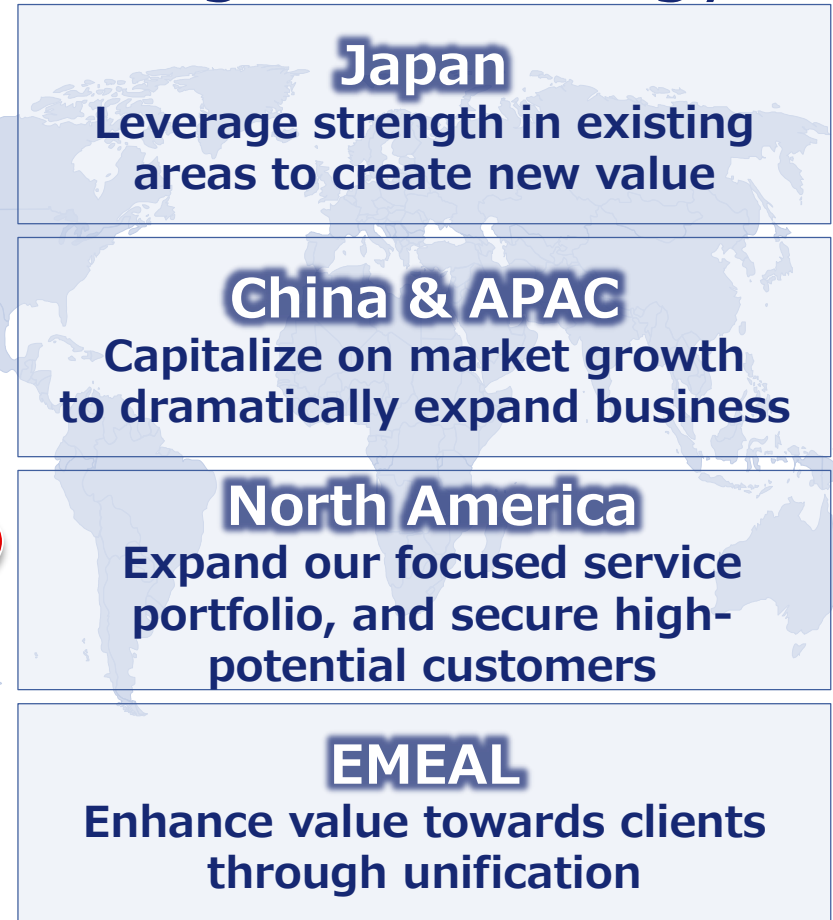 Japan
Leverage strength in existing
areas to create new value
China & APAC
Capitalize on market growth
to dramatically expand business
North America
Expand our focused service
portfolio, and secure high-
potential customers
EMEAL
Enhance value towards clients
through unification